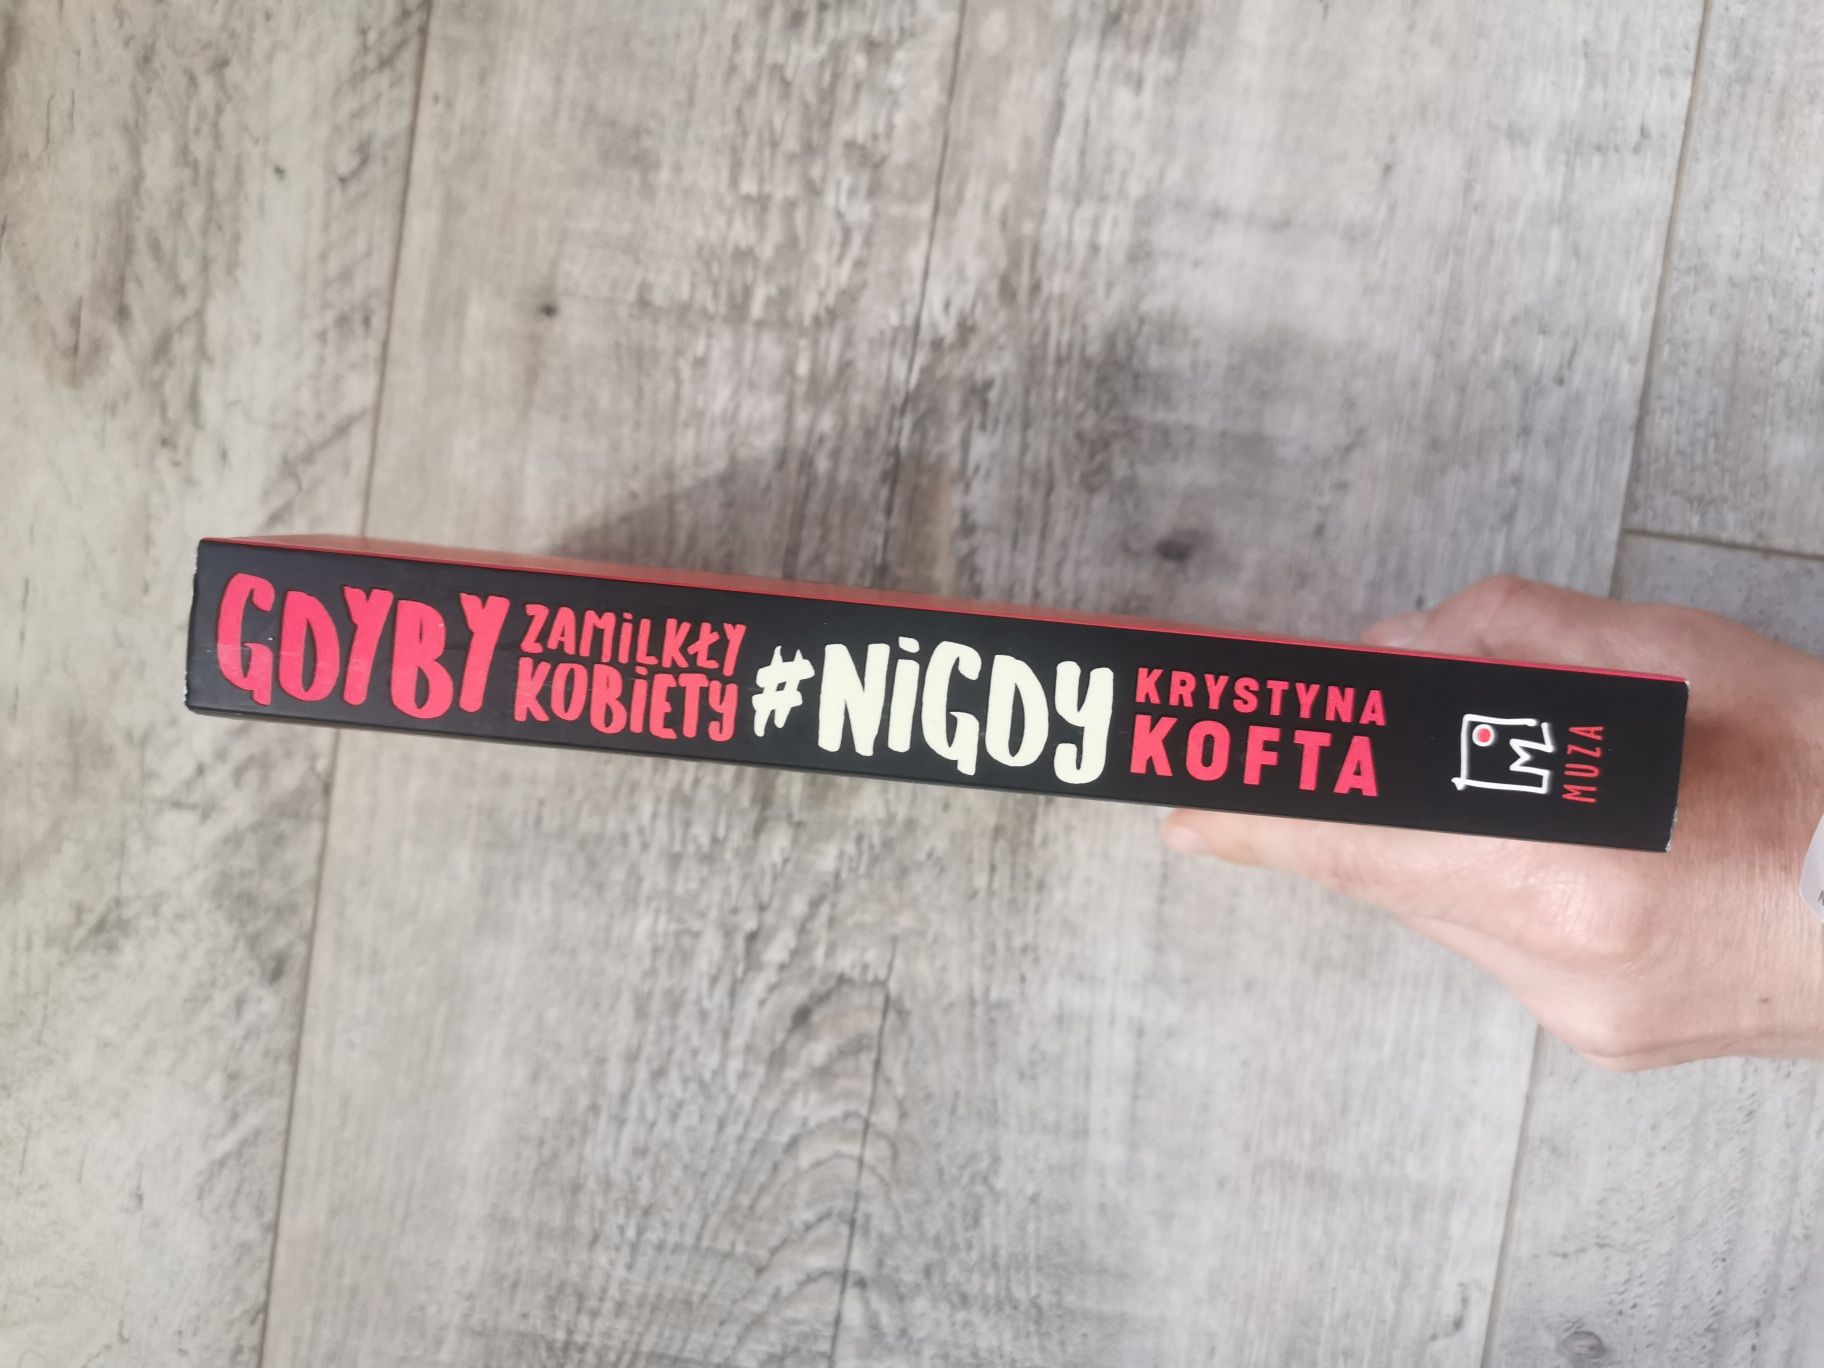 GDYBY
ZAMiLKŁY
KOBiETY
#NiGDY
KRYSTYNA
KOFTA
M
MUZA